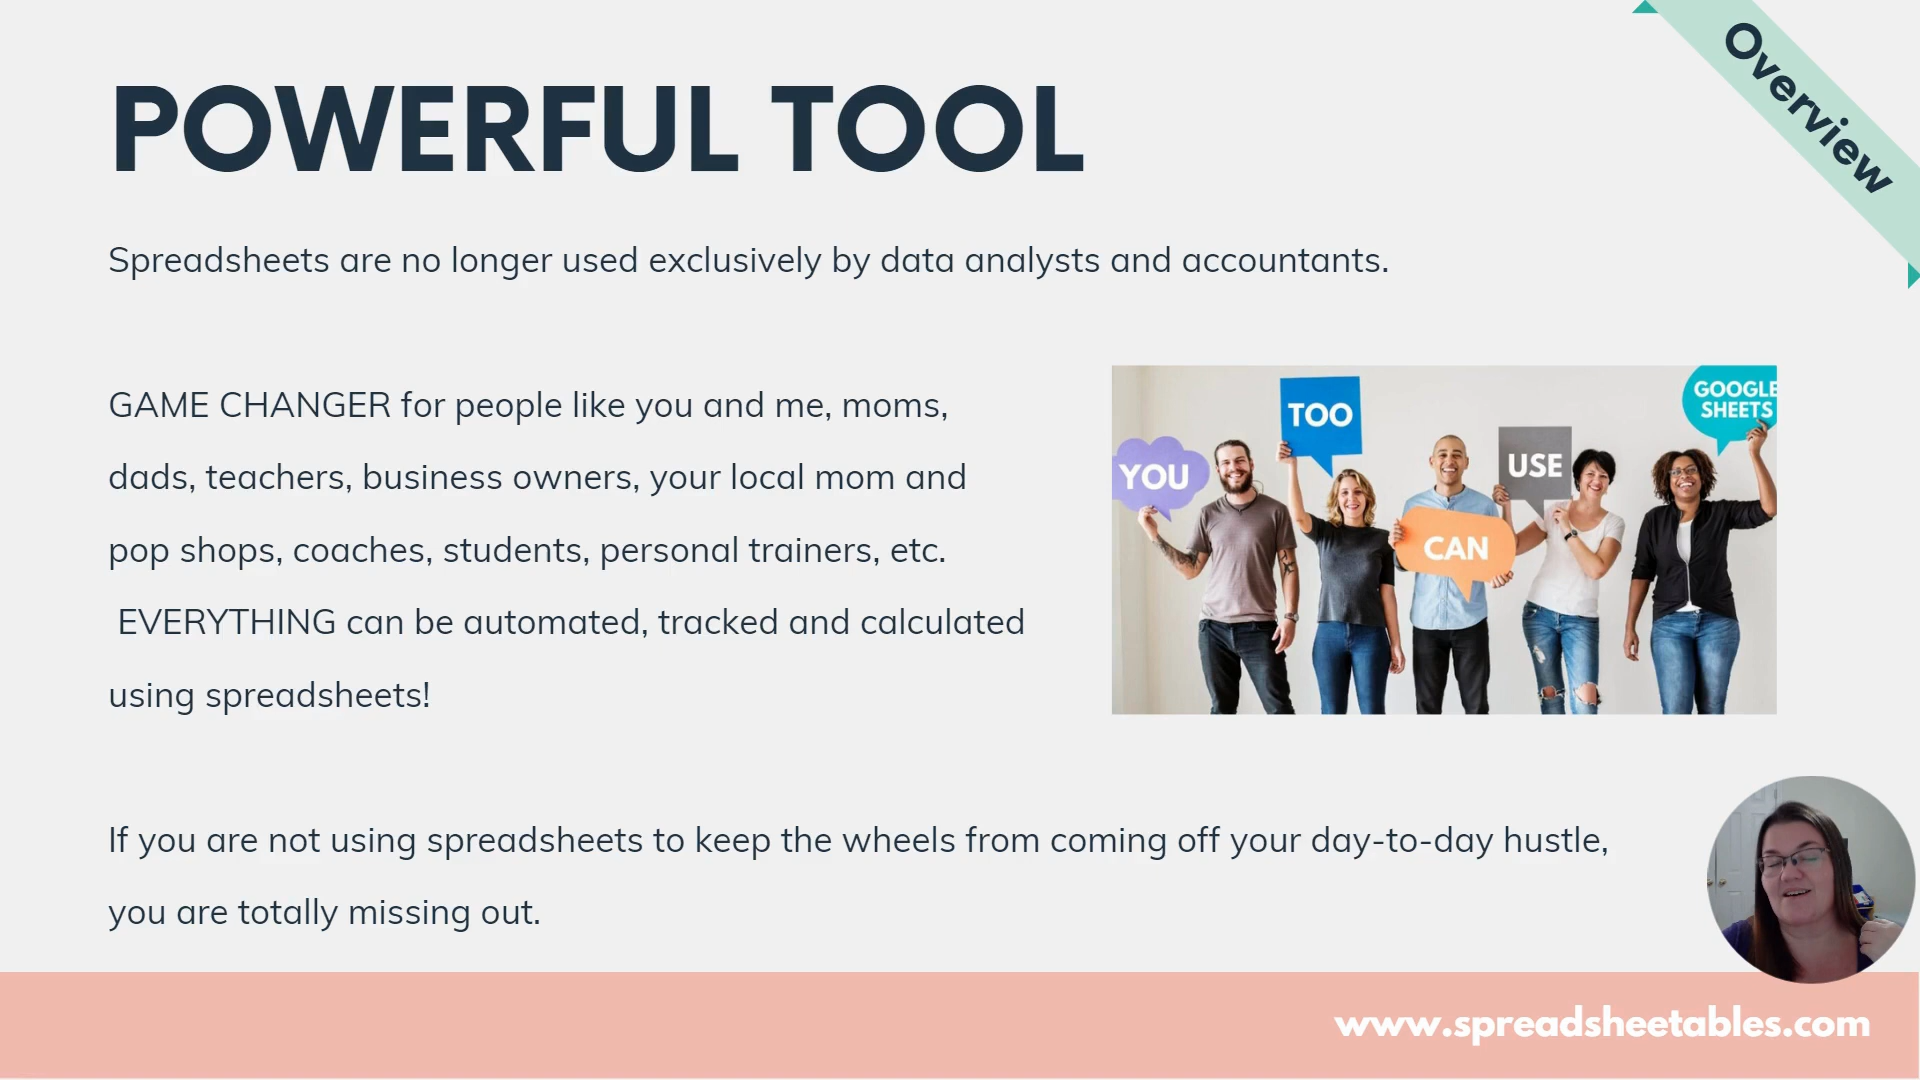 Overview
POWERFUL TOOL
Spreadsheets are no longer used exclusively by data analysts and accountants.
GAME CHANGER for people like you and me, moms,
dads, teachers, business owners, your local mom and
pop shops, coaches, students, personal trainers, etc.
EVERYTHING can be automated, tracked and calculated
using spreadsheets!
YOU
TOO
CAN
USE
GOOGLE
SHEETS
If you are not using spreadsheets to keep the wheels from coming off your day-to-day hustle,
you are totally missing out.
www.spreadsheetables.com